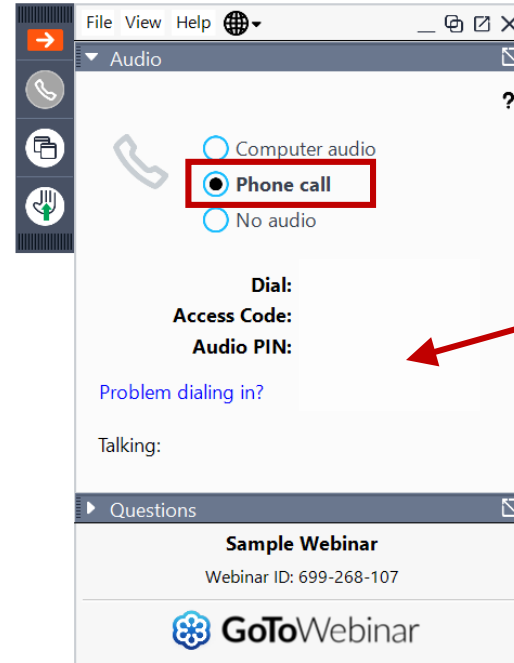 File View Help
Audio
?
Computer audio
Phone call
No audio
Dial:
Access Code:
Audio PIN:
Problem dialing in?
Talking:
Questions
Sample Webinar
Webinar ID: 699-268-107
GoToWebinar